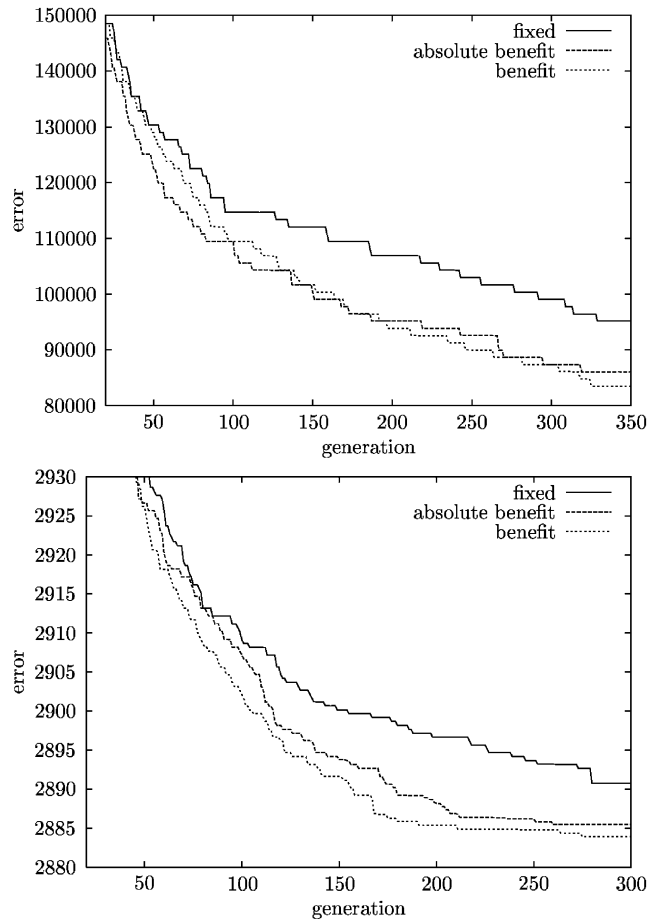 150000
140000
130000
120000
110000
100000
90000
80000
error
fixed
absolute benefit
benefit
50 100 150 200 250 300 350
generation
2930
2925
2920
2915
2910
2905
2900
2895
2890
2885
2880
error
fixed
absolute benefit
benefit
50 100 150 200 250 300
generation